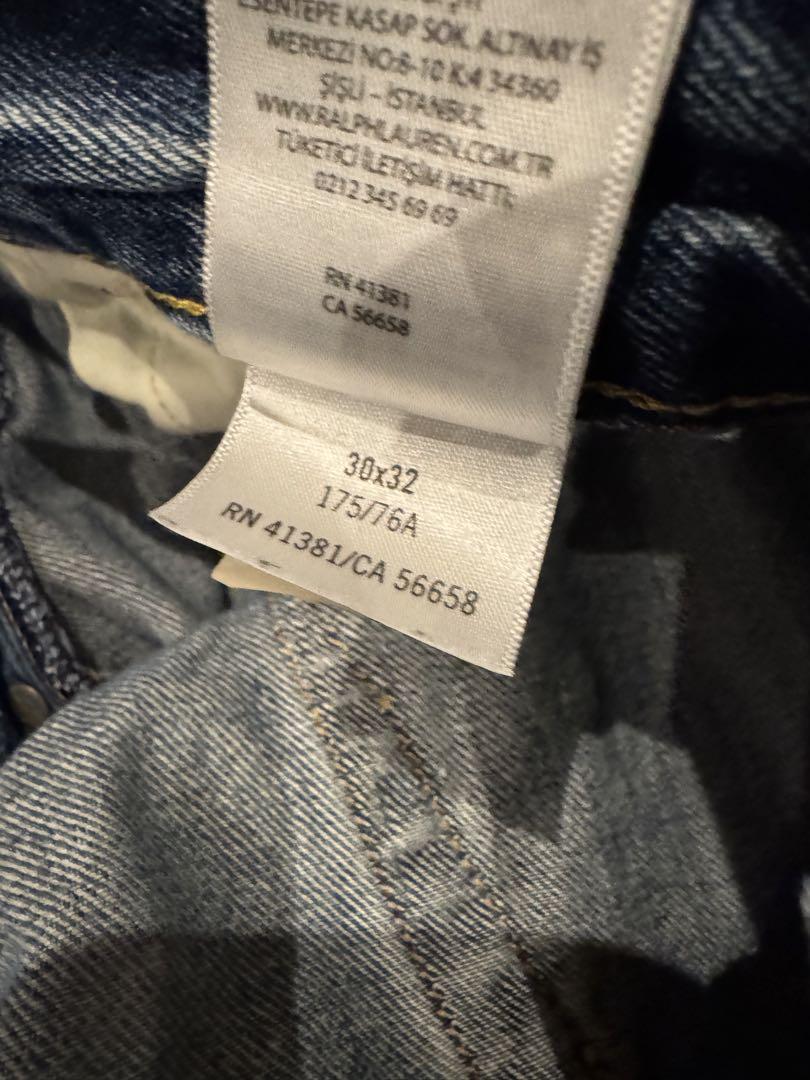 ESENTEPE KASAP SOK. ALTINAY İŞ
MERKEZİ NO:8-10 K:4 34360
ŞİŞLİ - İSTANBUL
WWW.RALPHLAUREN.COM.TR
TÜKETİCİ İLETİŞİM HATTI:
0212 345 69 69
RN 41381
CA 56658
30x32
175/76A
RN 41381/CA 56658